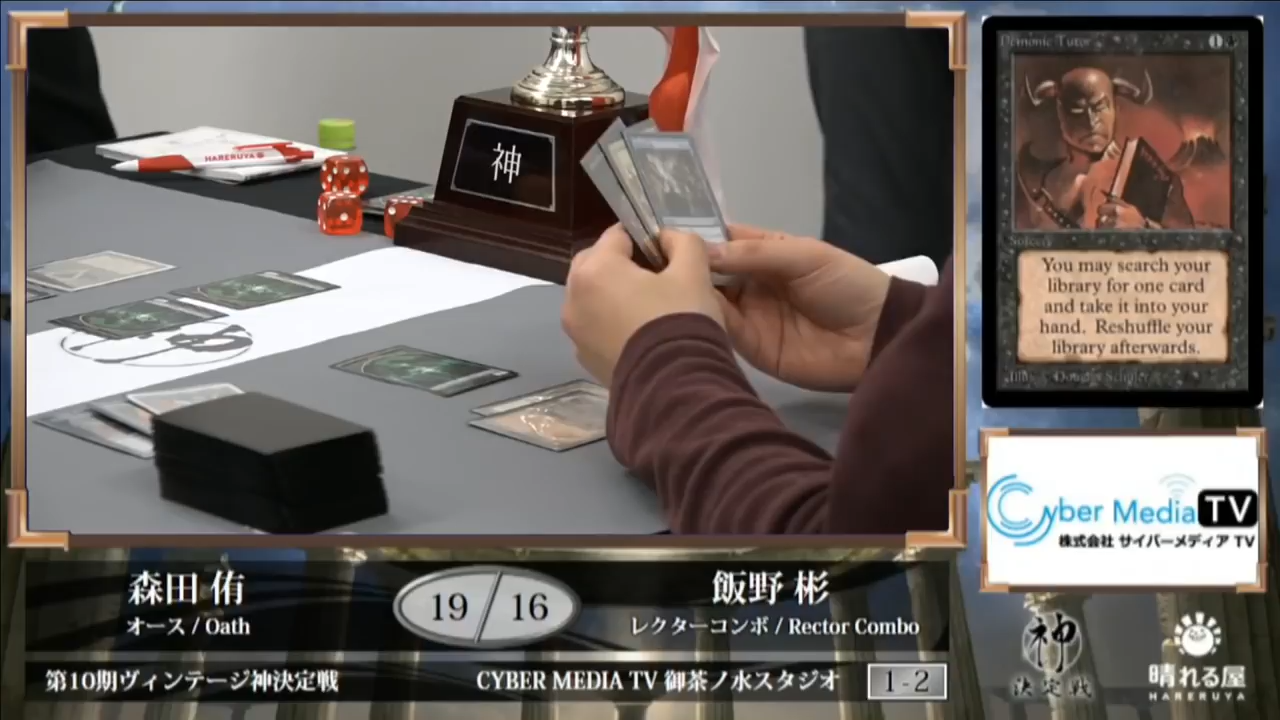 HARERUYA
神
Demonic Tutor
1
Sorcery
You may search your
library for one card
and take it into your
hand. Reshuffle your
library afterwards.
Illus. Douglas Schuler
Cyber Media TV
株式会社 サイバーメディア TV
森田 侑
オース / Oath
19 / 16
飯野 彬
レクターコンボ / Rector Combo
第10期ヴィンテージ神決定戦
CYBER MEDIA TV 御茶ノ水スタジオ
1-2
神
決定戦
晴れる屋
HARERUYA